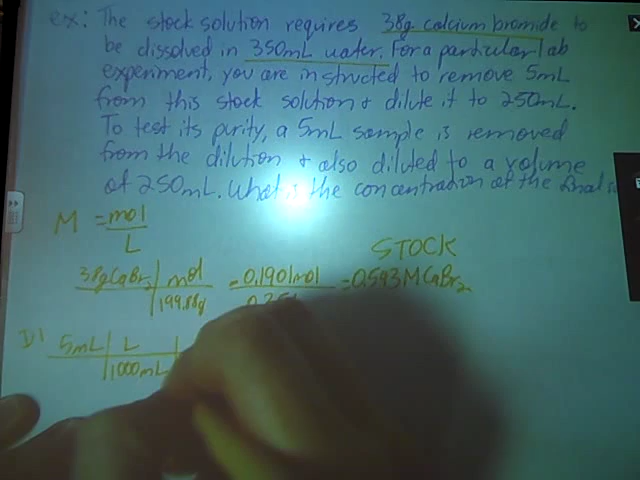 ex: The stock solution requires 38g calcium bromide to
be dissolved in 350mL water. For a particular lab
experiment, you are instructed to remove 5mL
from this stock solution & dilute it to 250mL.
To test its purity, a 5mL sample is removed
from the dilution & also diluted to a volume
of 250mL. What is the concentration of the final
M = mol
L
STOCK
38g CaBr2 | mol = 0.1901mol = 0.543M CaBr2
199.88g
D1 5mL | L
1000mL